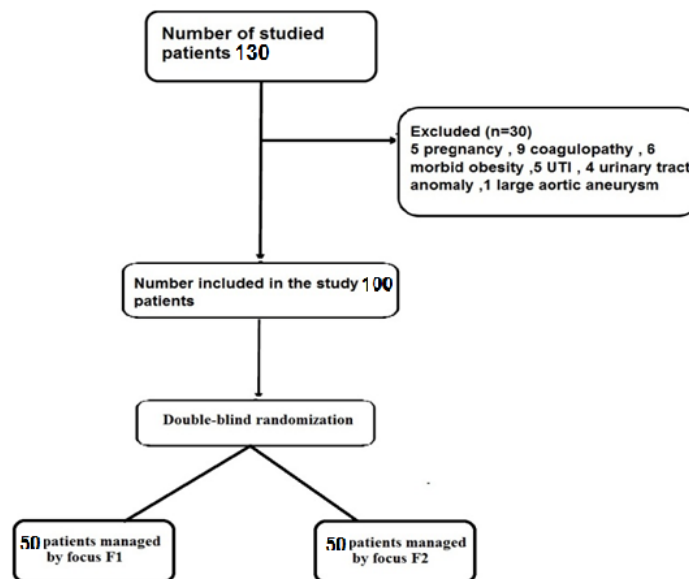 Number of studied
patients 130
Excluded (n=30)
5 pregnancy , 9 coagulopathy , 6
morbid obesity ,5 UTI , 4 urinary tract
anomaly ,1 large aortic aneurysm
Number included in the study 100
patients
Double-blind randomization
50 patients managed
by focus F1
50 patients managed
by focus F2